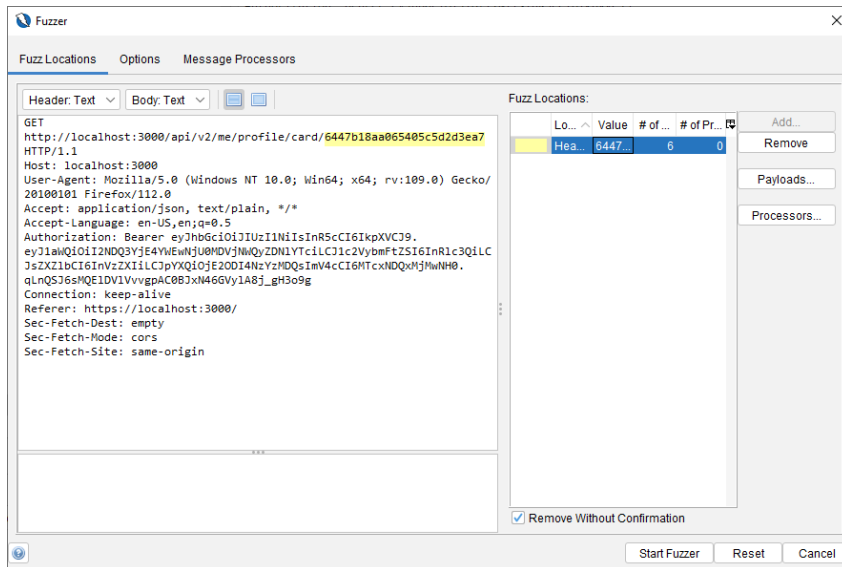 Fuzzer
Fuzz Locations Options Message Processors
Header: Text Body: Text
GET
http://localhost:3000/api/v2/me/profile/card/6447b18aa065405c5d2d3ea7
HTTP/1.1
Host: localhost:3000
User-Agent: Mozilla/5.0 (Windows NT 10.0; Win64; x64; rv:109.0) Gecko/
20100101 Firefox/112.0
Accept: application/json, text/plain, */*
Accept-Language: en-US,en;q=0.5
Authorization: Bearer eyJhbGciOiJIUzI1NiIsInR5cCI6IkpXVCJ9.
eyJ1aWQiOiI2NDQ3YjE4YWEwNjU0MDVjNWQyZDNlYTciLCJ1c2VybmFtZSI6InRlc3QiLC
JsZXZlbCI6InVzZXIiLCJpYXQiOjE2ODI4NzYzMDQsImV4cCI6MTcxNDQxMjMwNH0.
qLnQSJ6sMQElDVlVvvgpAC0BJxN46GVylA8j_gH3o9g
Connection: keep-alive
Referer: https://localhost:3000/
Sec-Fetch-Dest: empty
Sec-Fetch-Mode: cors
Sec-Fetch-Site: same-origin
Fuzz Locations:
Lo... Value # of ... # of Pr...
Hea... 6447... 6 0
Add...
Remove
Payloads...
Processors...
Remove Without Confirmation
Start Fuzzer Reset Cancel